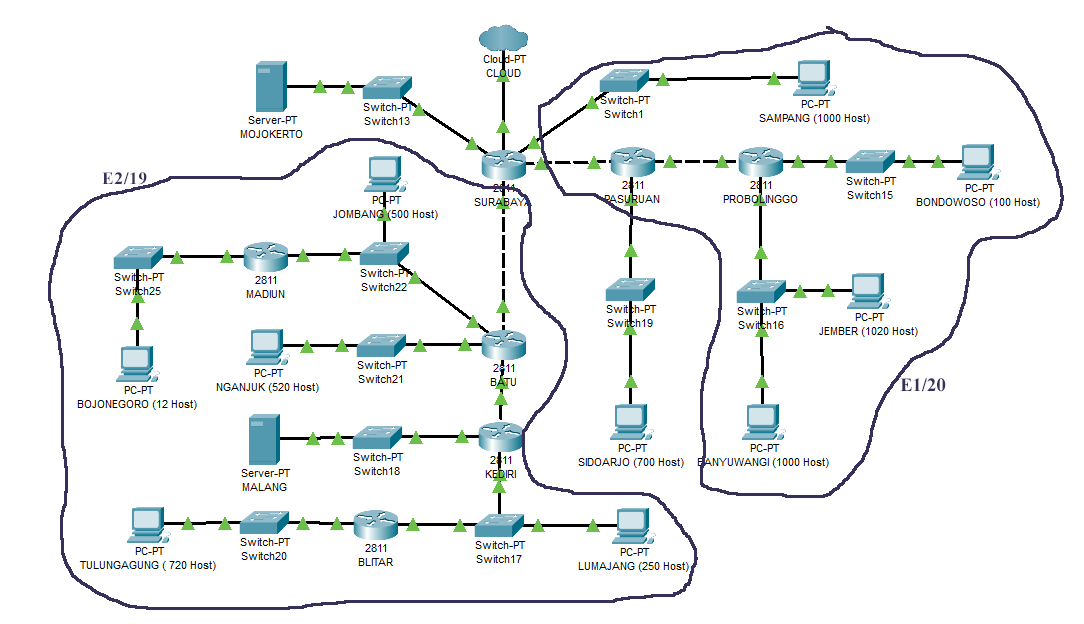 Cloud-PT
CLOUD
Server-PT
MOJOKERTO
Switch-PT
Switch13
Switch-PT
Switch1
PC-PT
SAMPANG (1000 Host)
E2/19
PC-PT
JOMBANG (500 Host)
2811
SURABAYA
2811
PASURUAN
2811
PROBOLINGGO
Switch-PT
Switch15
PC-PT
BONDOWOSO (100 Host)
Switch-PT
Switch25
2811
MADIUN
Switch-PT
Switch22
Switch-PT
Switch19
Switch-PT
Switch16
PC-PT
JEMBER (1020 Host)
PC-PT
BOJONEGORO (12 Host)
PC-PT
NGANJUK (520 Host)
Switch-PT
Switch21
2811
BATU
E1/20
Server-PT
MALANG
Switch-PT
Switch18
2811
KEDIRI
PC-PT
SIDOARJO (700 Host)
PC-PT
BANYUWANGI (1000 Host)
PC-PT
TULUNGAGUNG ( 720 Host)
Switch-PT
Switch20
2811
BLITAR
Switch-PT
Switch17
PC-PT
LUMAJANG (250 Host)